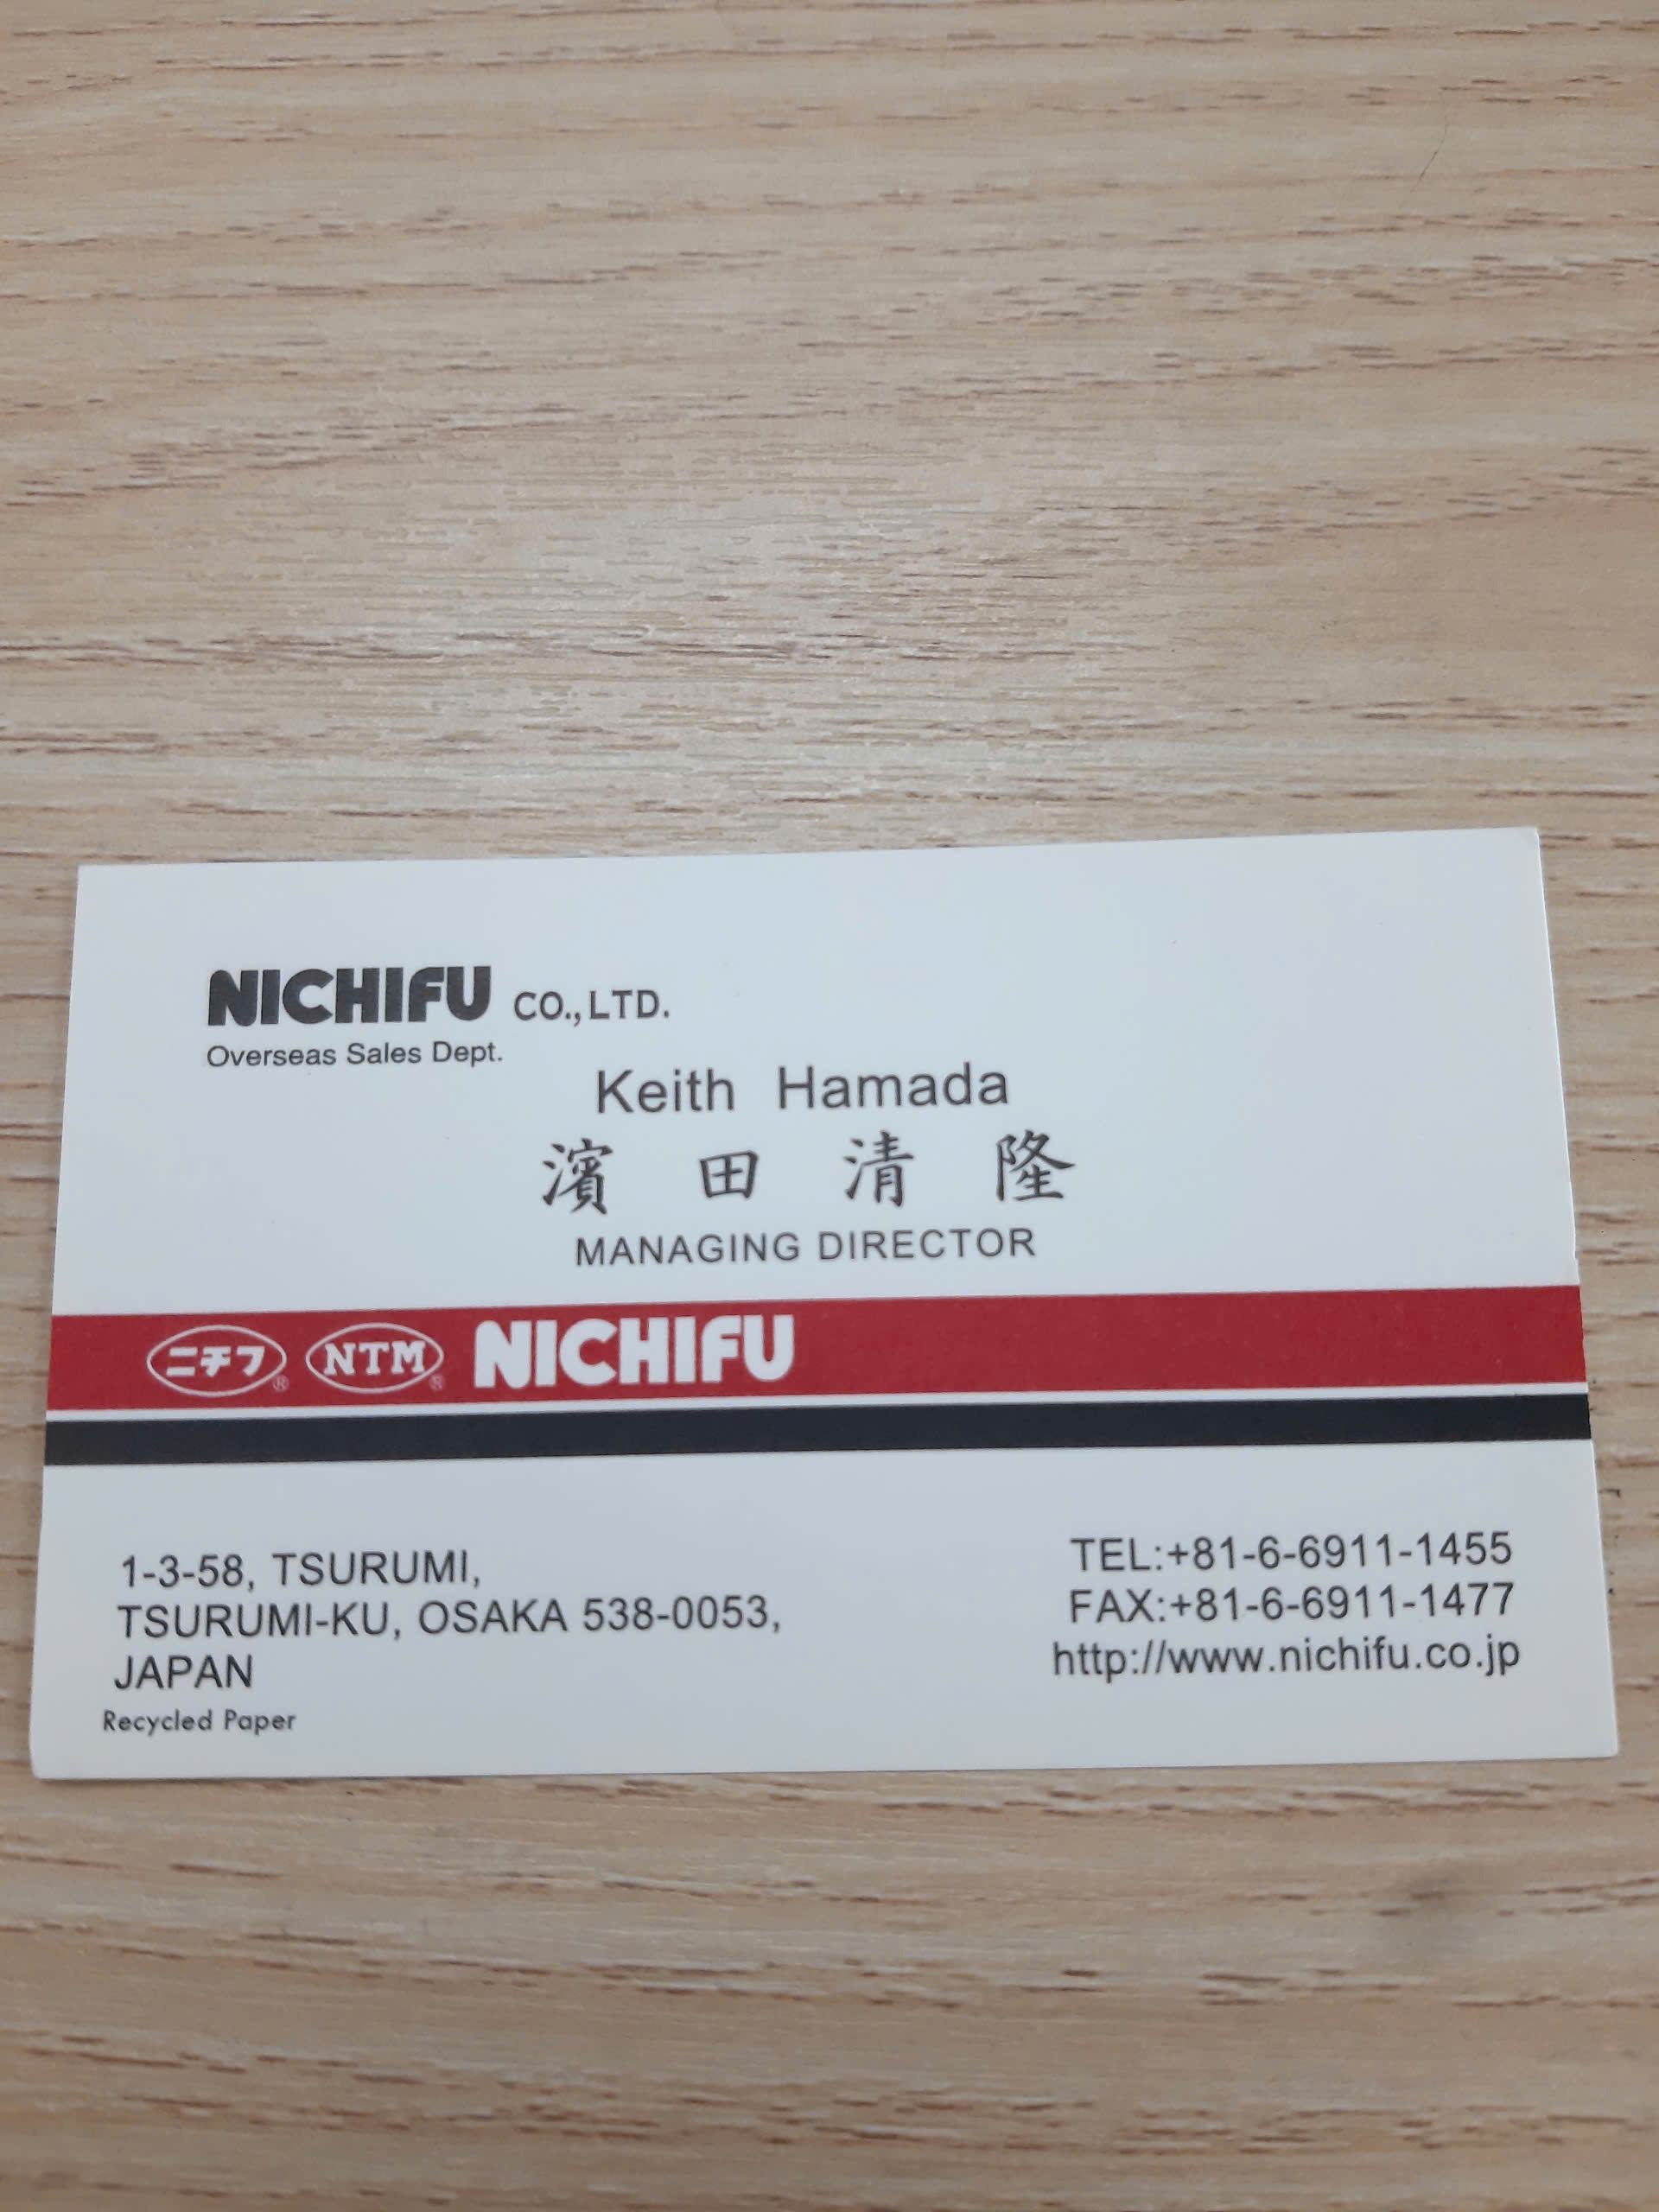 NICHIFU CO., LTD.
Overseas Sales Dept.
Keith Hamada
濱田清隆
MANAGING DIRECTOR
ニチフ® NTM® NICHIFU
1-3-58, TSURUMI,
TSURUMI-KU, OSAKA 538-0053,
JAPAN
Recycled Paper
TEL:+81-6-6911-1455
FAX:+81-6-6911-1477
http://www.nichifu.co.jp